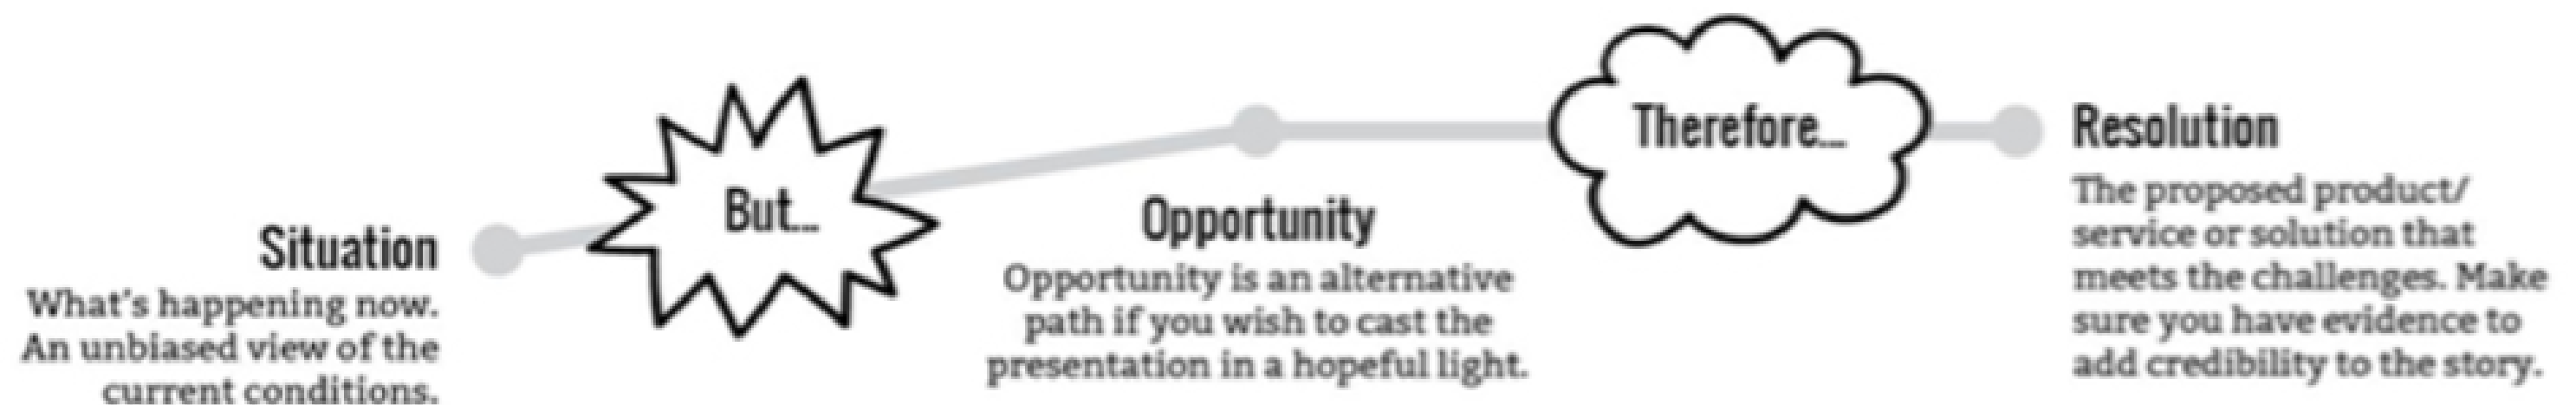 Situation
What's happening now.
An unbiased view of the
current conditions.
But...
Opportunity
Opportunity is an alternative
path if you wish to cast the
presentation in a hopeful light.
Therefore...
Resolution
The proposed product/
service or solution that
meets the challenges. Make
sure you have evidence to
add credibility to the story.